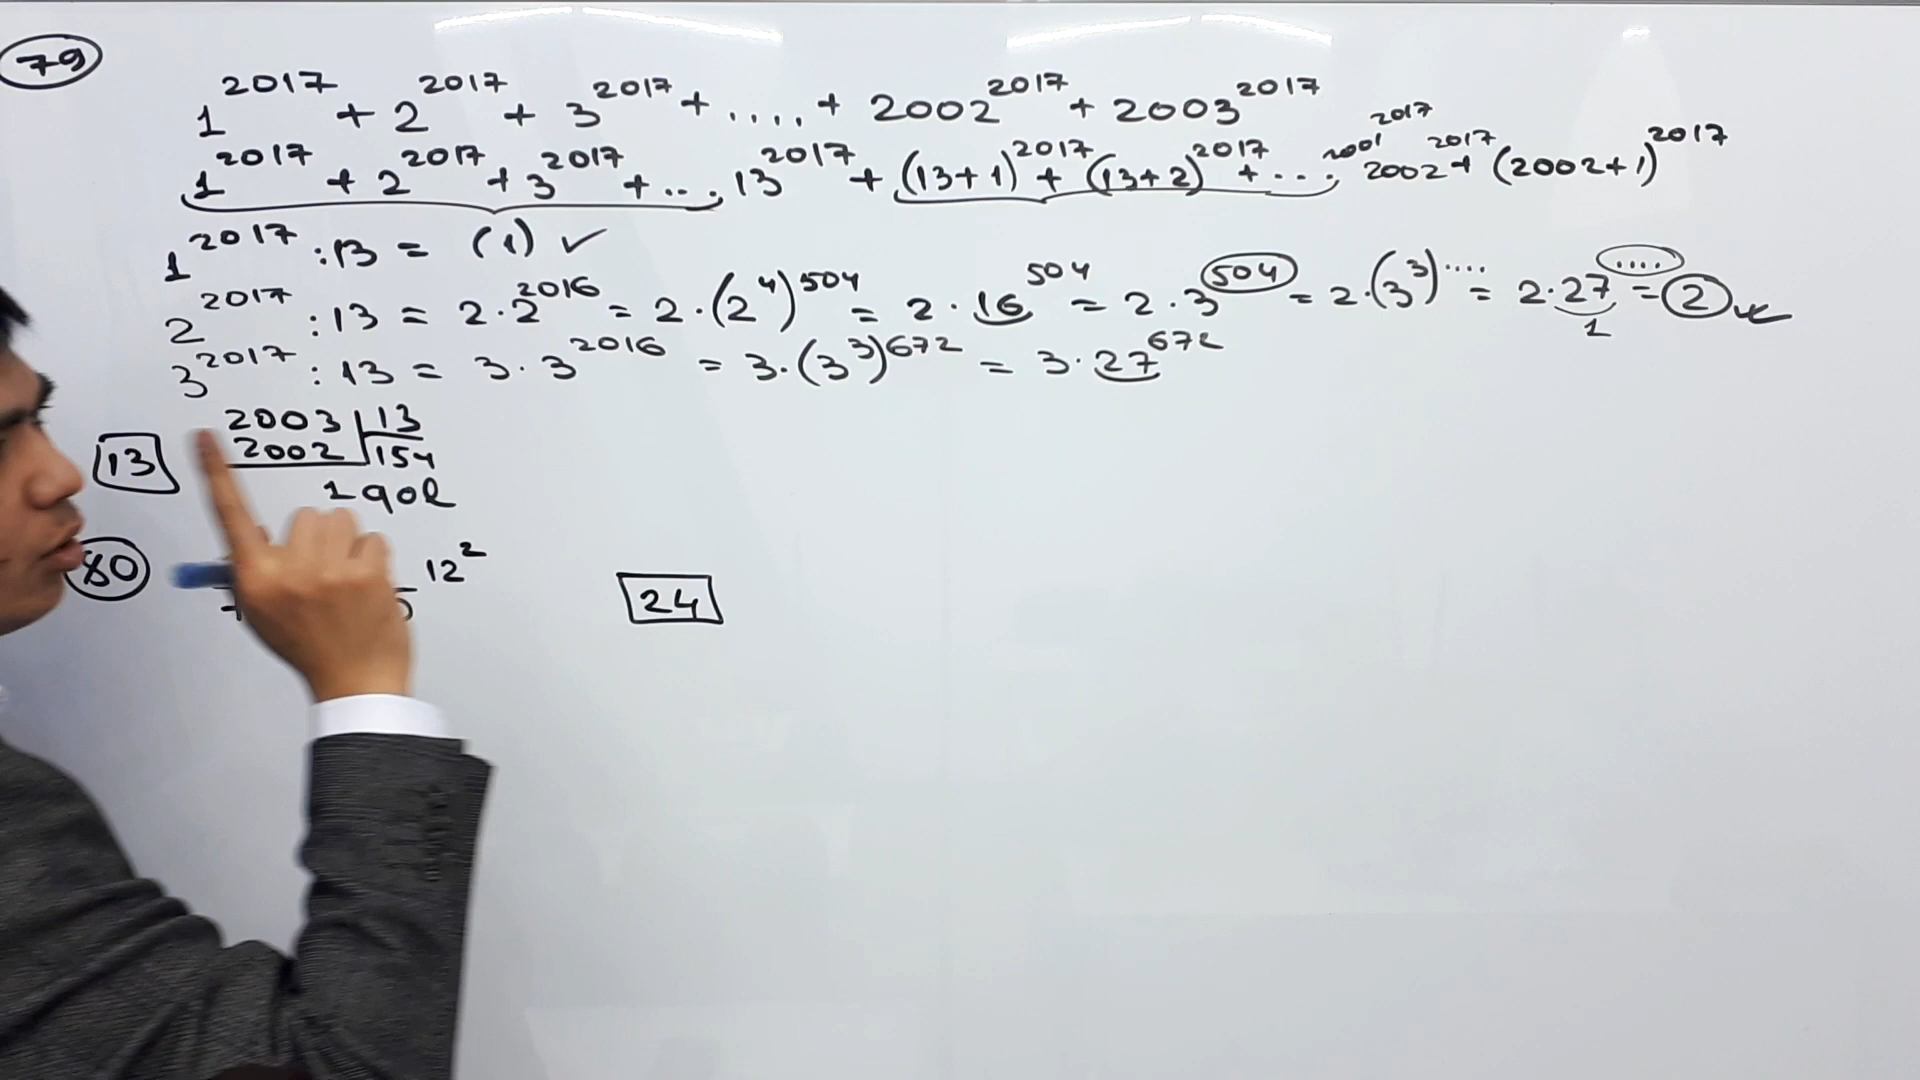 79
1^2017 + 2^2017 + 3^2017 + .... + 2002^2017 + 2003^2017
1^2017 + 2^2017 + 3^2017 + ... 13^2017 + (13+1)^2017 + (13+2)^2017 + .... 2001^2017 2002^2017 + (2002+1)^2017
1^2017 : 13 = (1) ✓
2^2017 : 13 = 2·2^2016 = 2·(2^4)^504 = 2·16^504 = 2·3^504 = 2·(3^3)^.... = 2·27^.... = 2 ✓
1
3^2017 : 13 = 3·3^2016 = 3·(3^3)^672 = 3·27^672
13
2003 | 13
2002 | 154
1 qol
80
12^2
24